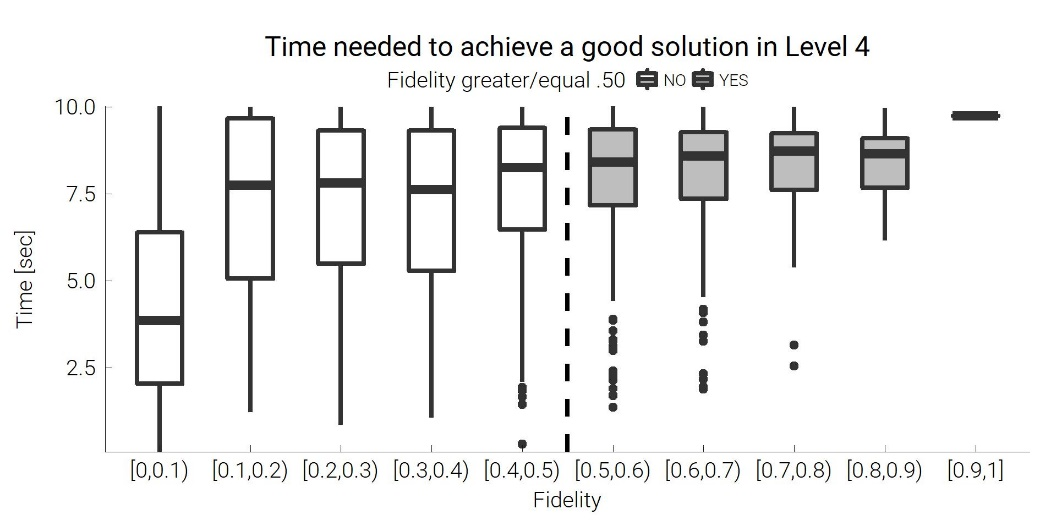 Time needed to achieve a good solution in Level 4
Fidelity greater/equal .50 NO YES
10.0
7.5
5.0
2.5
Time [sec]
[0,0.1) [0.1,0.2) [0.2,0.3) [0.3,0.4) [0.4,0.5) [0.5,0.6) [0.6,0.7) [0.7,0.8) [0.8,0.9) [0.9,1]
Fidelity